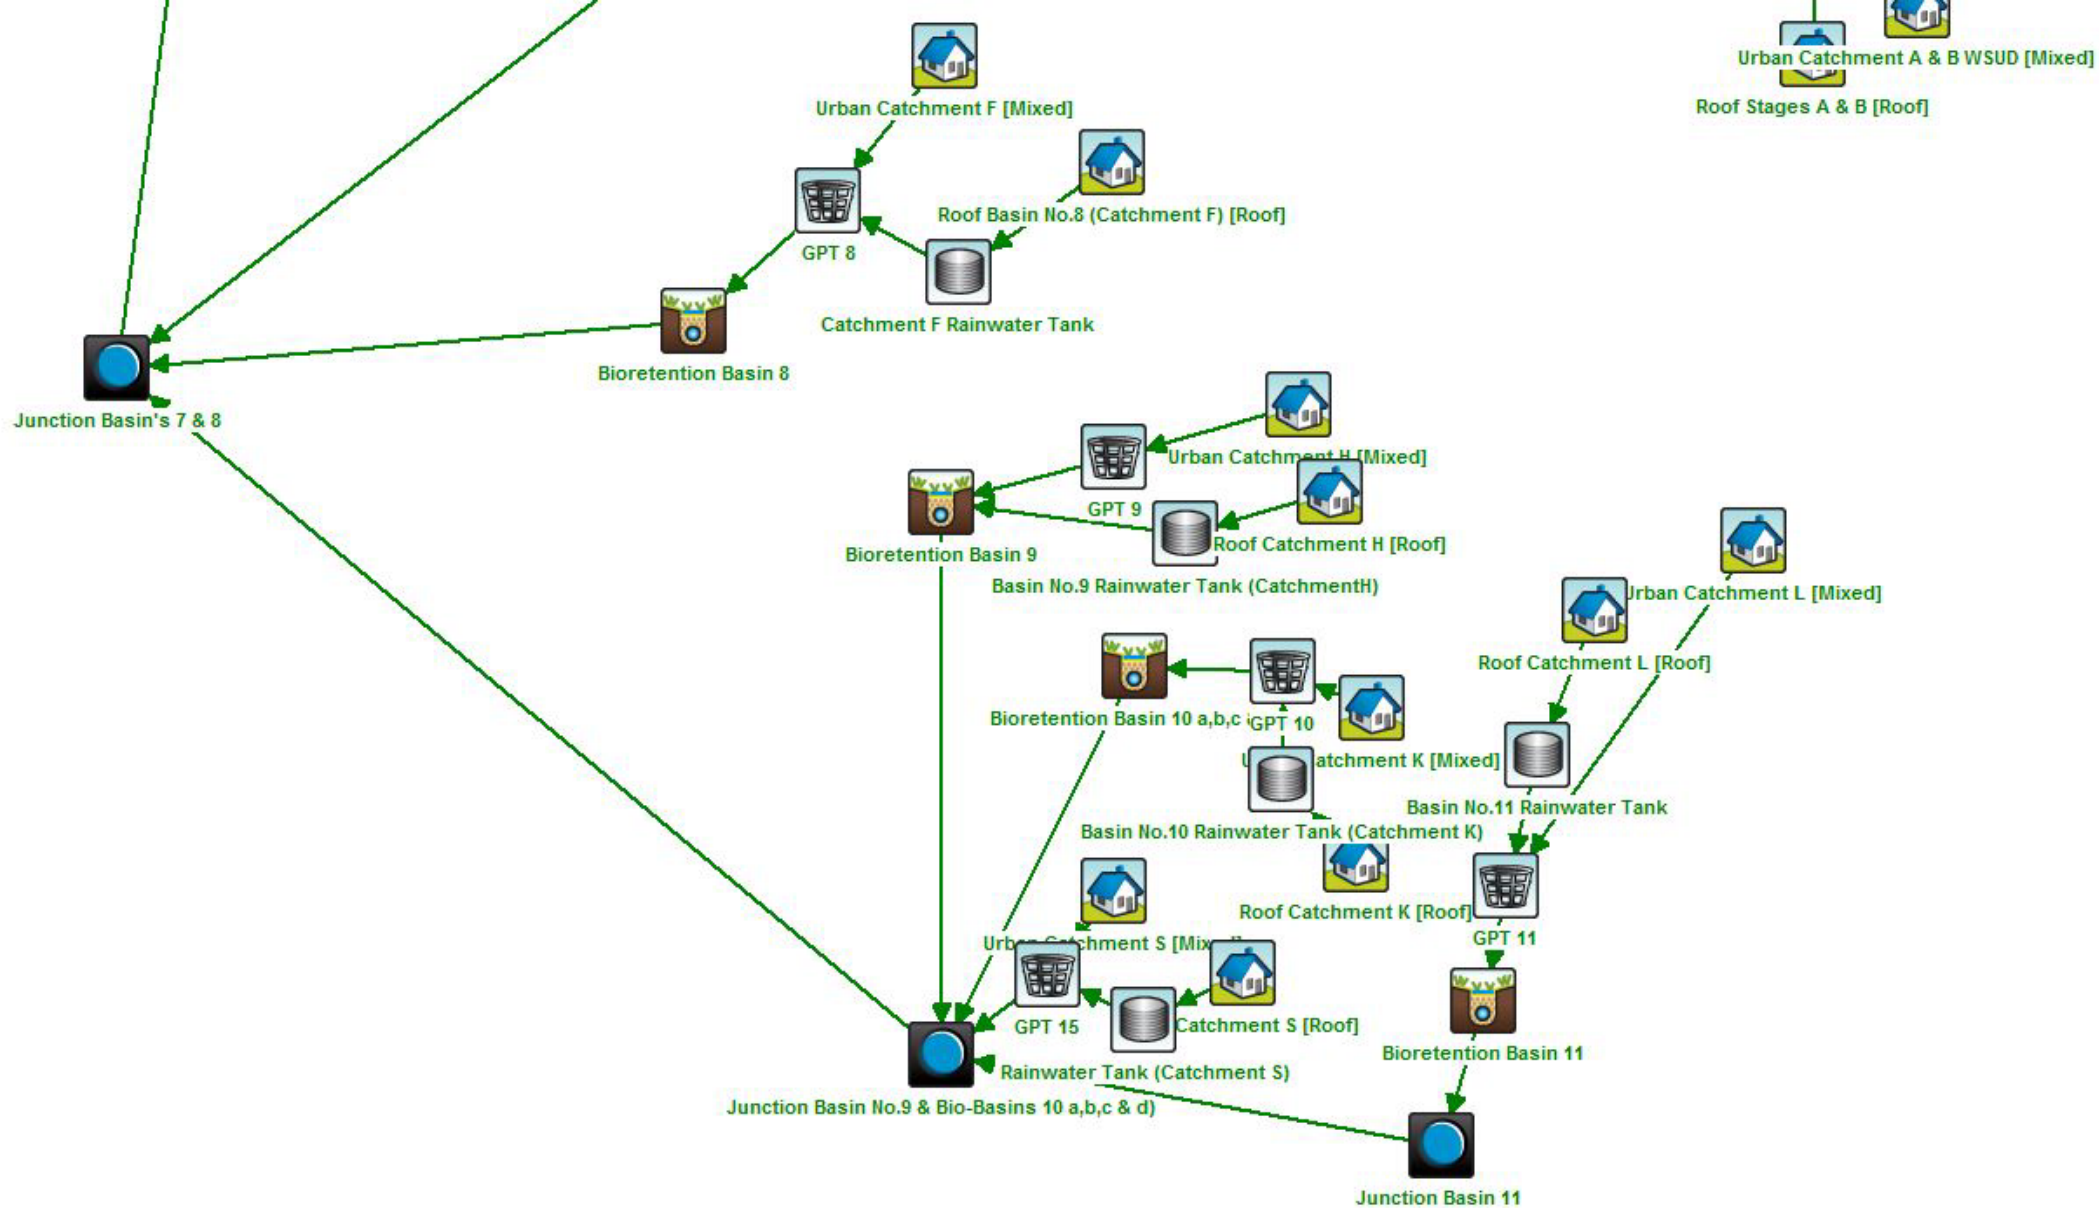 Urban Catchment A & B WSUD [Mixed]
Roof Stages A & B [Roof]
Urban Catchment F [Mixed]
Roof Basin No.8 (Catchment F) [Roof]
GPT 8
Catchment F Rainwater Tank
Bioretention Basin 8
Junction Basin's 7 & 8
Urban Catchment H [Mixed]
GPT 9
Roof Catchment H [Roof]
Bioretention Basin 9
Basin No.9 Rainwater Tank (CatchmentH)
Urban Catchment L [Mixed]
Roof Catchment L [Roof]
Bioretention Basin 10 a,b,c
GPT 10
atchment K [Mixed]
Basin No.11 Rainwater Tank
Basin No.10 Rainwater Tank (Catchment K)
Roof Catchment K [Roof]
GPT 11
Urban Catchment S [Mixed]
GPT 15
Catchment S [Roof]
Bioretention Basin 11
Rainwater Tank (Catchment S)
Junction Basin No.9 & Bio-Basins 10 a,b,c & d)
Junction Basin 11